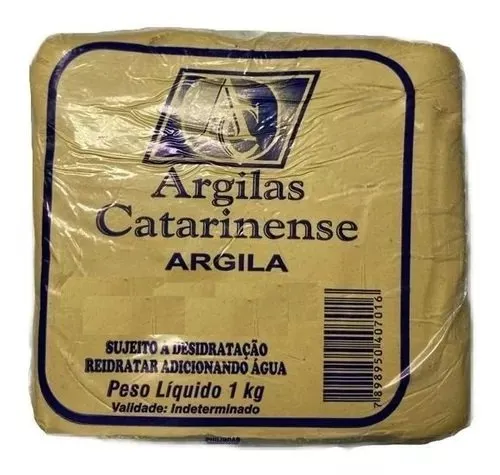 Argilas
Catarinense
ARGILA
SUJEITO A DESIDRATAÇÃO
REIDRATAR ADICIONANDO ÁGUA
Peso Líquido 1 kg
Validade: Indeterminado
7898950407016